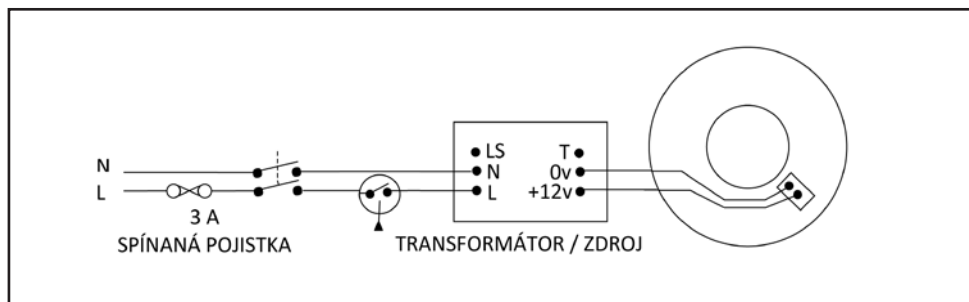 N
L
3 A
SPÍNANÁ POJISTKA
LS
N
L
T
0v
+12v
TRANSFORMÁTOR / ZDROJ